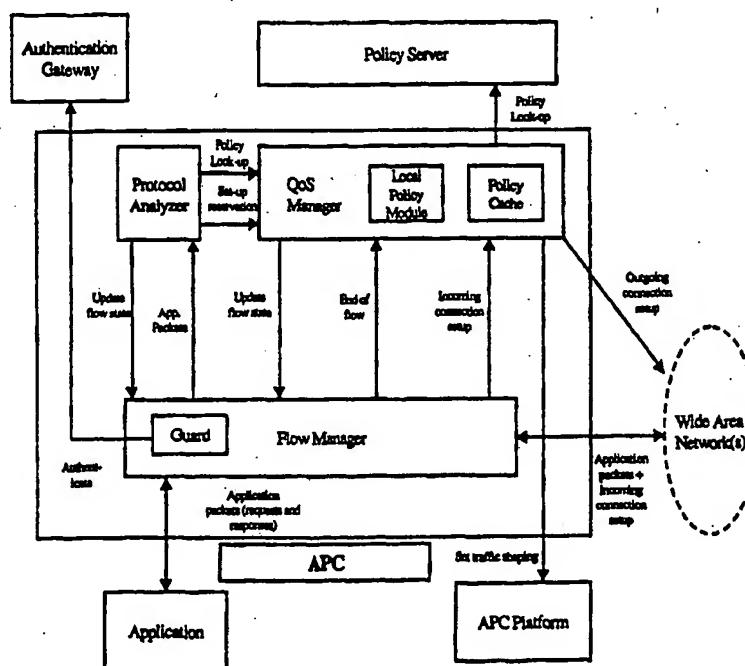 Authentication
Gateway
Policy Server
Policy
Look-up
Policy
Look-up
Protocol
Analyzer
Set-up
reservation
QoS
Manager
Local
Policy
Module
Policy
Cache
Outgoing
connection
setup
Update
flow state
App.
Packets
Update
flow state
End of
flow
Incoming
connection
setup
Guard
Flow Manager
Wide Area
Network(s)
Authent-
icate
Application
packets (requests and
responses)
Application
packets +
Incoming
connection
setup
APC
Set traffic shaping
Application
APC Platform